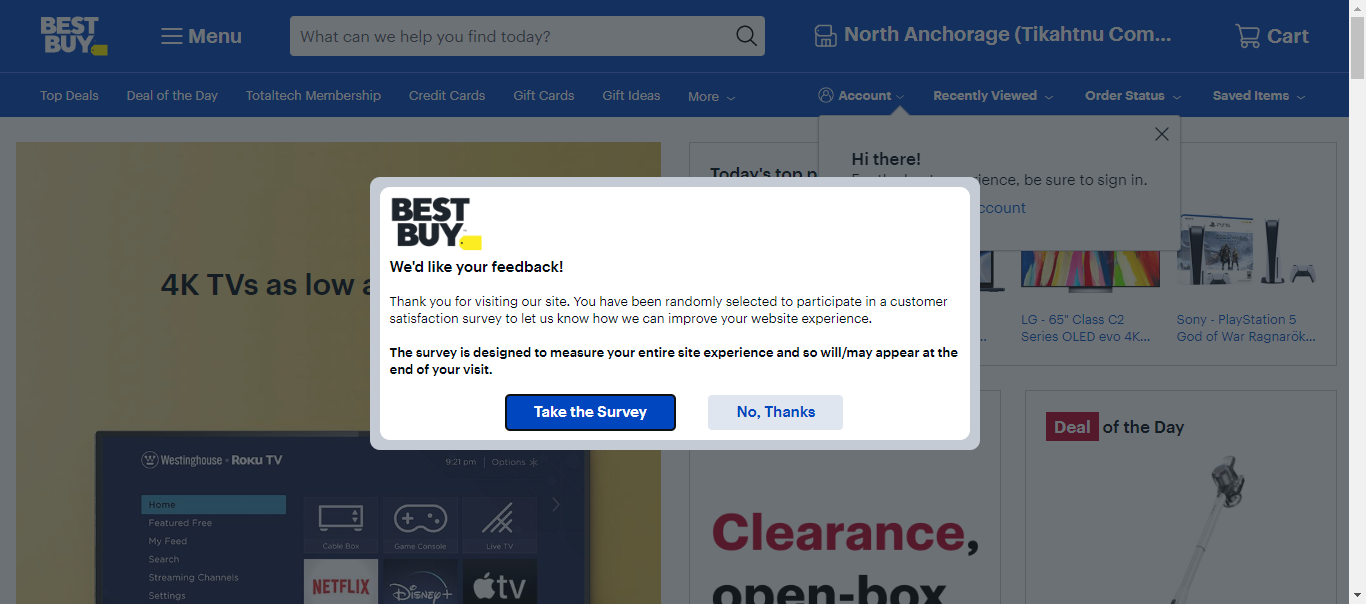 BEST BUY
Menu
What can we help you find today?
North Anchorage (Tikahtnu Com...
Cart
Top Deals
Deal of the Day
Totaltech Membership
Credit Cards
Gift Cards
Gift Ideas
More
Account
Recently Viewed
Order Status
Saved Items
Hi there!
ience, be sure to sign in.
ccount
Today's top p
4K TVs as low a
BEST
BUY
We'd like your feedback!
Thank you for visiting our site. You have been randomly selected to participate in a customer
satisfaction survey to let us know how we can improve your website experience.
The survey is designed to measure your entire site experience and so will/may appear at the
end of your visit.
Take the Survey
No, Thanks
LG - 65" Class C2
Series OLED evo 4K...
Sony - PlayStation 5
God of War Ragnarök...
Deal of the Day
Clearance,
open-box
Westinghouse Roku TV
9:21 pm | Options
Home
Featured Free
My Feed
Search
Streaming Channels
Settings
Cable Box
Game Console
Live TV
NETFLIX
Disney+
tv